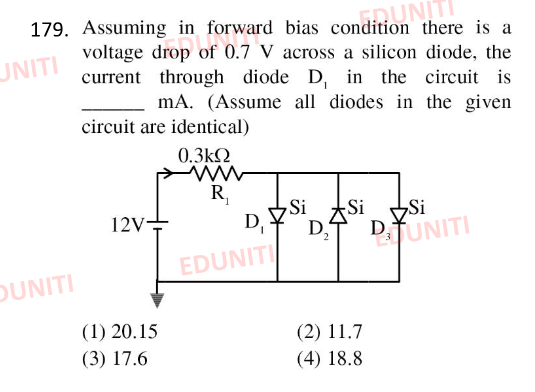 EDUNITI
179. Assuming in forward bias condition there is a
EDUNITI
voltage drop of 0.7 V across a silicon diode, the
UNITI
current through diode D₁ in the circuit is
______ mA. (Assume all diodes in the given
circuit are identical)
0.3kΩ
R₁
12V
D₁
Si
D₂
Si
D₃
Si
EDUNITI
EDUNITI
DUNITI
(1) 20.15 (2) 11.7
(3) 17.6 (4) 18.8